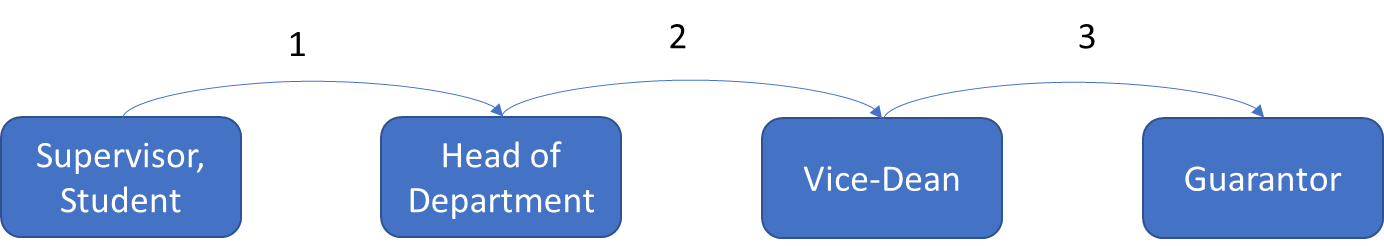 1
2
3
Supervisor,
Student
Head of
Department
Vice-Dean
Guarantor